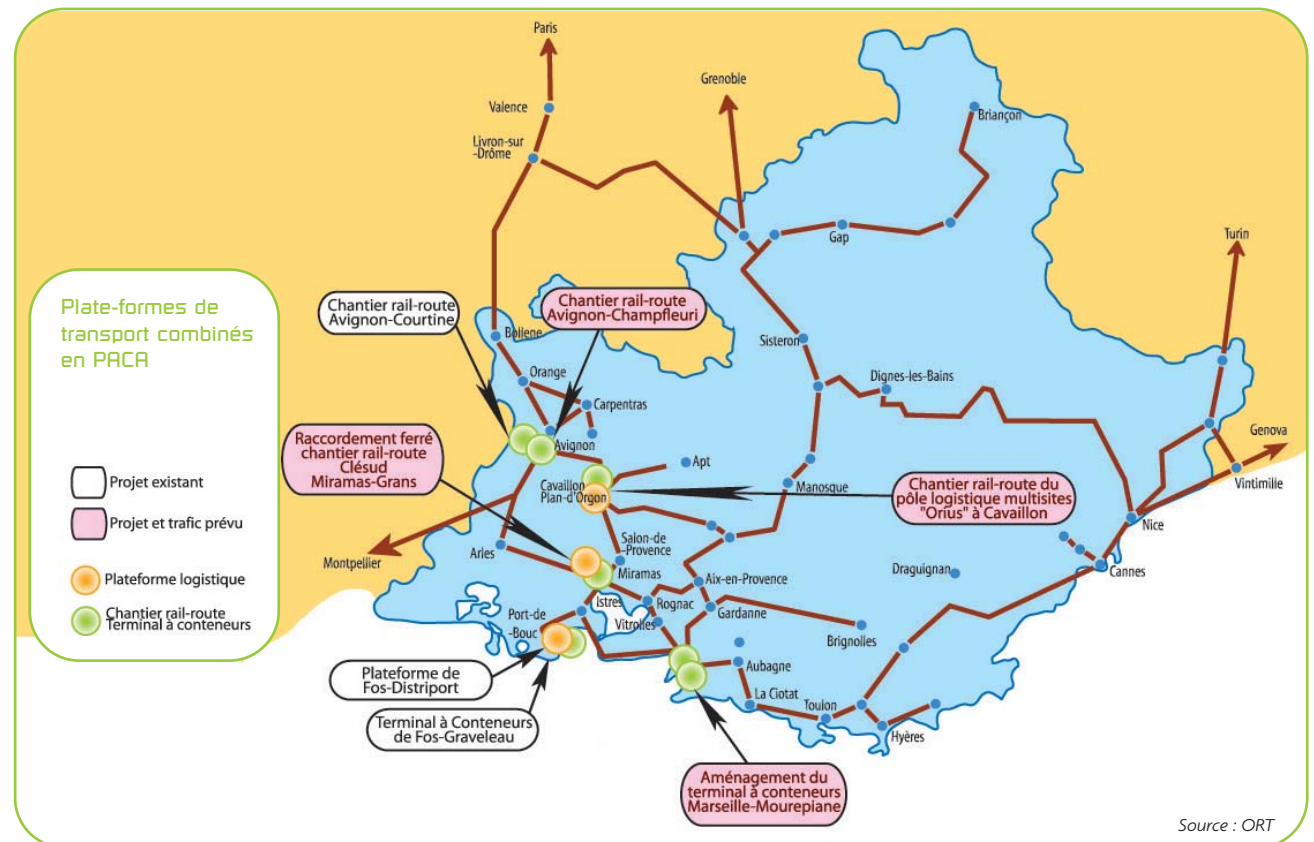 Plate-formes de
transport combinés
en PACA
Projet existant
Projet et trafic prévu
Plateforme logistique
Chantier rail-route
Terminal à conteneurs
Paris
Grenoble
Valence
Briançon
Livron-sur
-Drôme
Gap
Turin
Chantier rail-route
Avignon-Courtine
Chantier rail-route
Avignon-Champfleuri
Bollene
Sisteron
Orange
Dignes-les-Bains
Carpentras
Genova
Raccordement ferré
chantier rail-route
Clésud
Miramas-Grans
Avignon
Apt
Cavaillon
Plan-d'Orgon
Manosque
Chantier rail-route du
pôle logistique multisites
"Orius" à Cavaillon
Vintimille
Nice
Montpellier
Arles
Salon-de
-Provence
Miramas
Aix-en-Provence
Draguignan
Cannes
Istres
Rognac
Gardanne
Port-de
-Bouc
Vitrolles
Brignolles
Plateforme de
Fos-Distriport
Aubagne
La Ciotat
Toulon
Hyères
Terminal à Conteneurs
de Fos-Graveleau
Aménagement du
terminal à conteneurs
Marseille-Mourepiane
Source : ORT